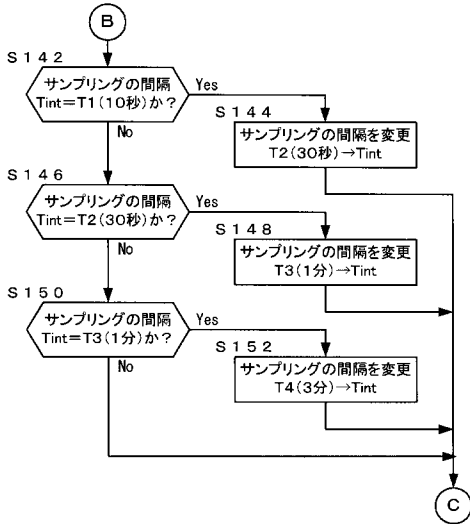 B
S142
サンプリングの間隔
Tint=T1(10秒)か?
Yes
No
S144
サンプリングの間隔を変更
T2(30秒)→Tint
S146
サンプリングの間隔
Tint=T2(30秒)か?
Yes
No
S148
サンプリングの間隔を変更
T3(1分)→Tint
S150
サンプリングの間隔
Tint=T3(1分)か?
Yes
No
S152
サンプリングの間隔を変更
T4(3分)→Tint
C